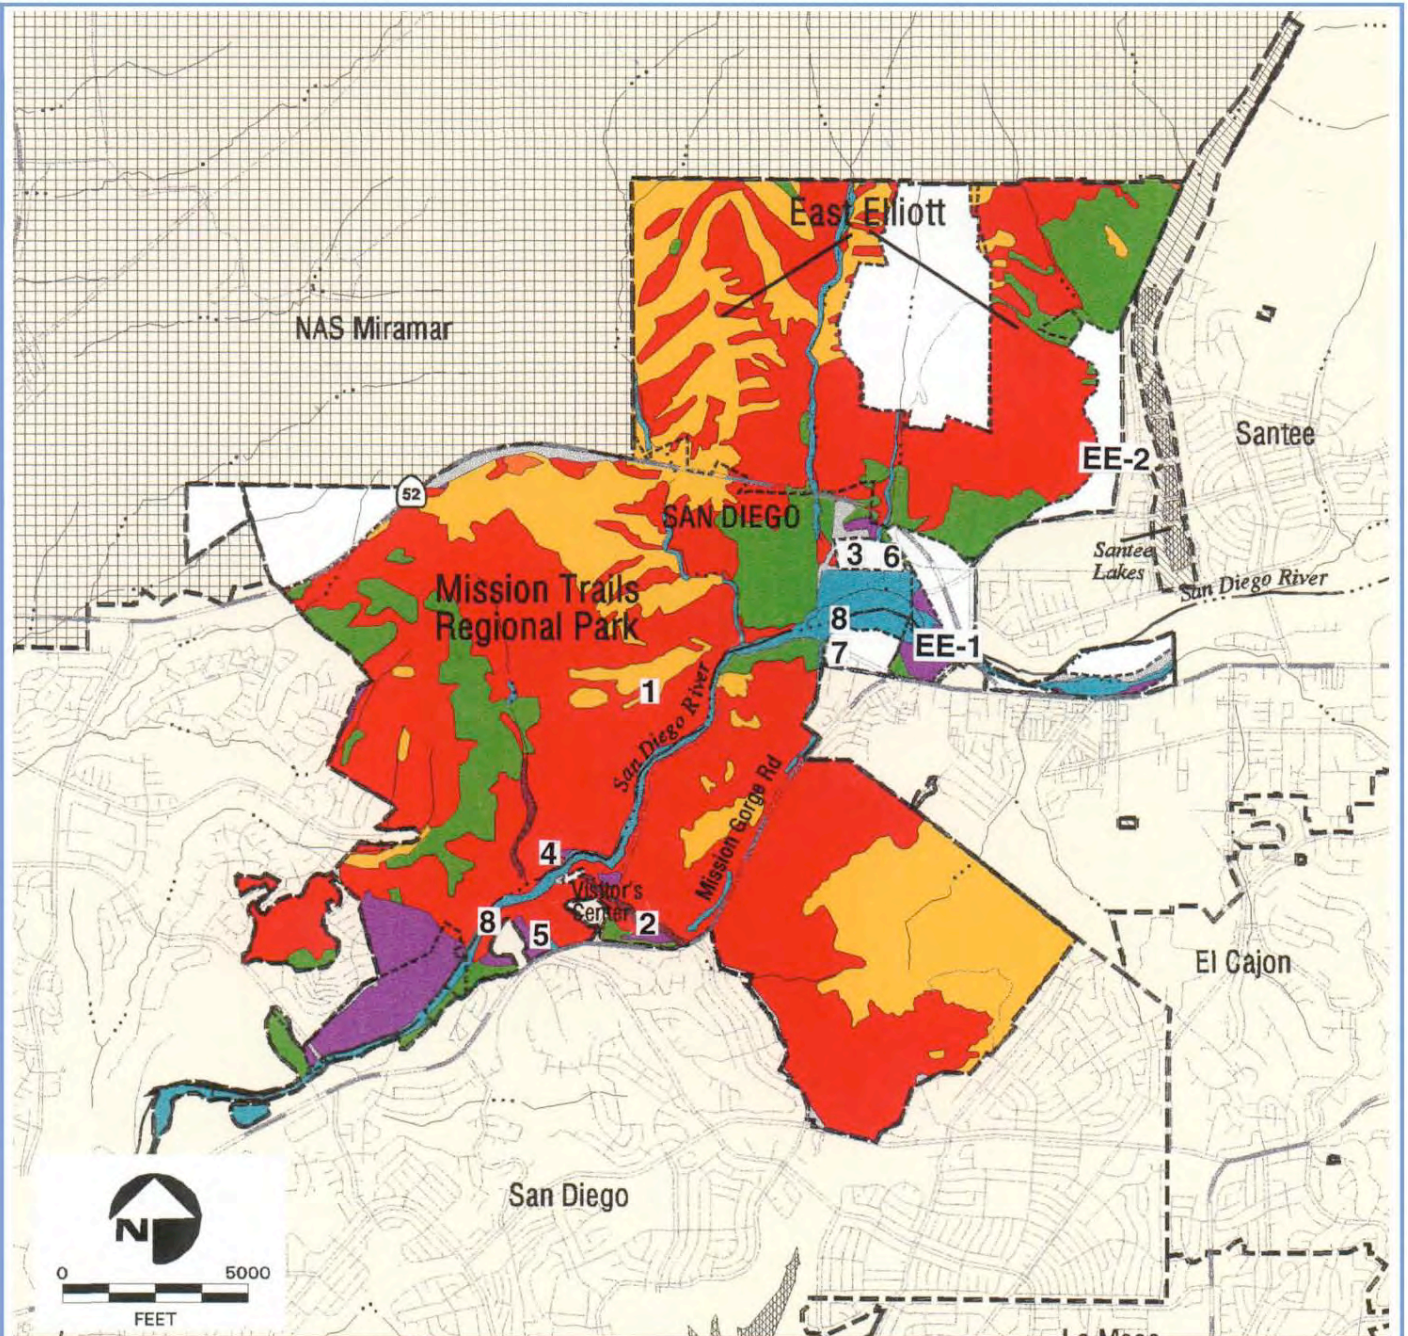 East Elliott
NAS Miramar
Santee
EE-2
52
SAN DIEGO
3
6
Santee
Lakes
San Diego River
Mission Trails
Regional Park
8
EE-1
7
1
San Diego River
Mission Gorge Rd
4
Visitor's
Center
8
5
2
El Cajon
San Diego
N
0
5000
FEET